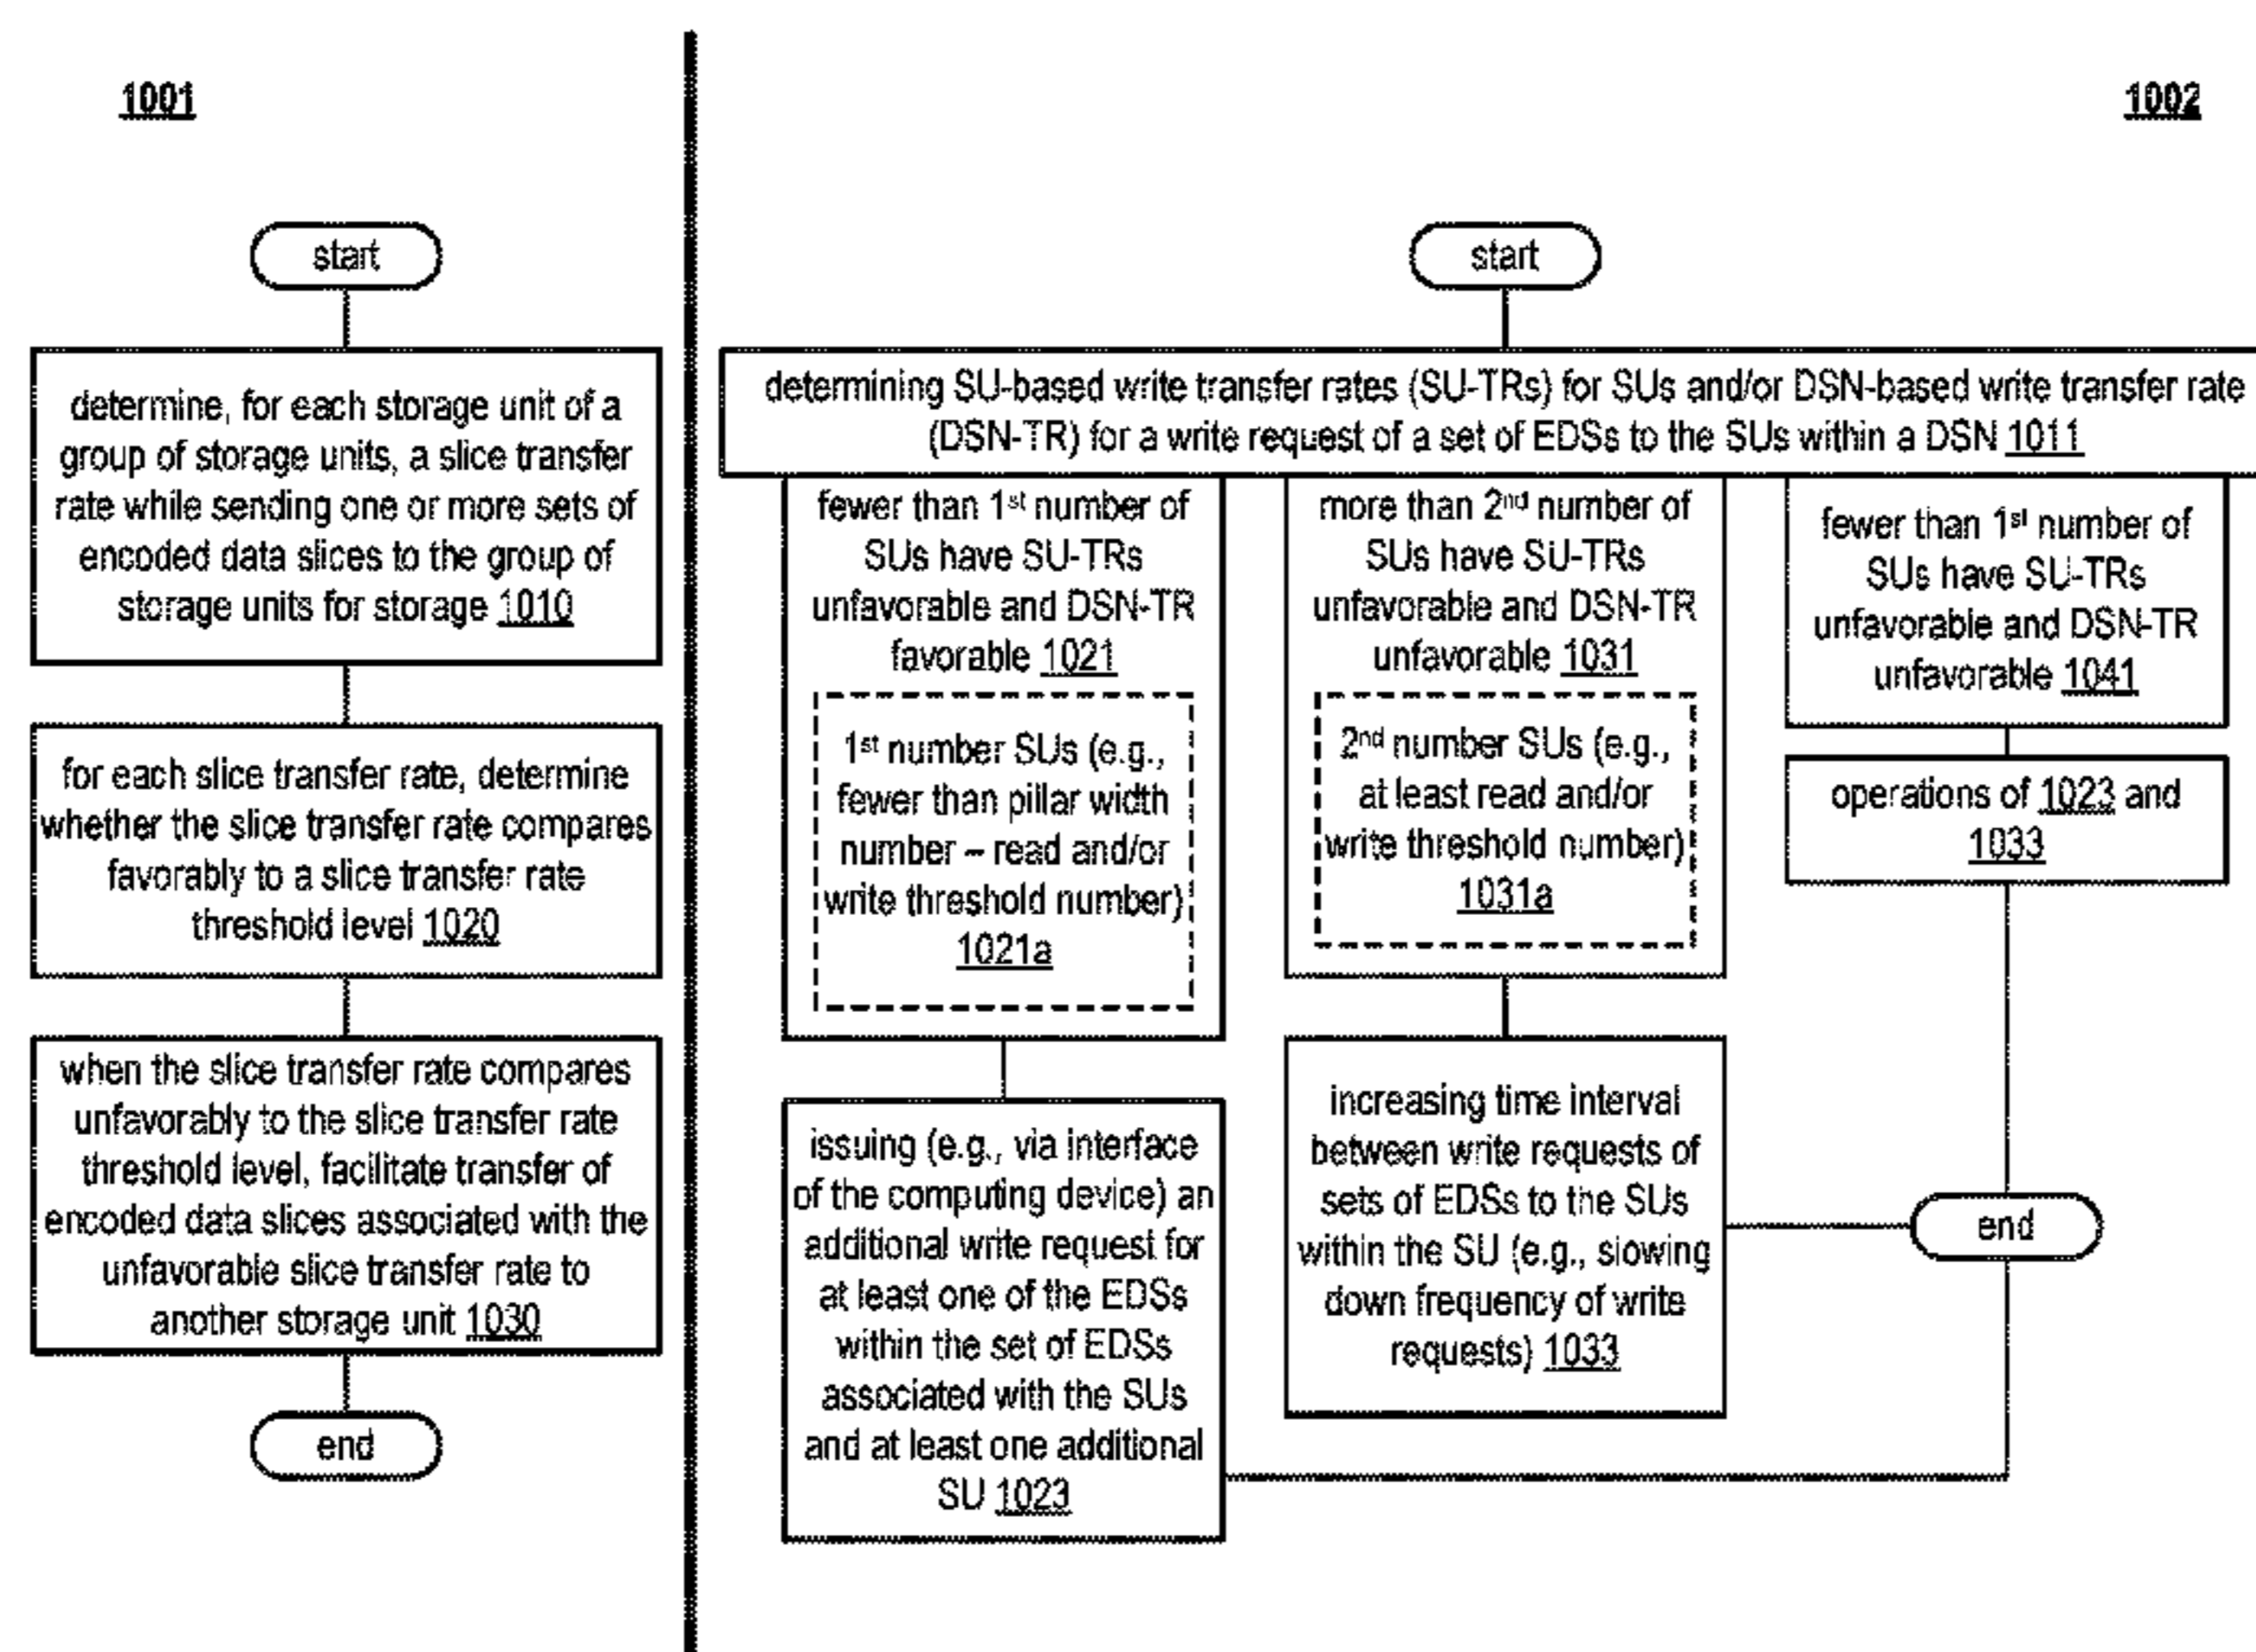 1001
start
determine, for each storage unit of a
group of storage units, a slice transfer
rate while sending one or more sets of
encoded data slices to the group of
storage units for storage 1010
for each slice transfer rate, determine
whether the slice transfer rate compares
favorably to a slice transfer rate
threshold level 1020
when the slice transfer rate compares
unfavorably to the slice transfer rate
threshold level, facilitate transfer of
encoded data slices associated with the
unfavorable slice transfer rate to
another storage unit 1030
end
1002
start
determining SU-based write transfer rates (SU-TRs) for SUs and/or DSN-based write transfer rate
(DSN-TR) for a write request of a set of EDSs to the SUs within a DSN 1011
fewer than 1st number of
SUs have SU-TRs
unfavorable and DSN-TR
favorable 1021
1st number SUs (e.g.,
fewer than pillar width
number – read and/or
write threshold number)
1021a
issuing (e.g., via interface
of the computing device) an
additional write request for
at least one of the EDSs
within the set of EDSs
associated with the SUs
and at least one additional
SU 1023
more than 2nd number of
SUs have SU-TRs
unfavorable and DSN-TR
unfavorable 1031
2nd number SUs (e.g.,
at least read and/or
write threshold number)
1031a
increasing time interval
between write requests of
sets of EDSs to the SUs
within the SU (e.g., slowing
down frequency of write
requests) 1033
fewer than 1st number of
SUs have SU-TRs
unfavorable and DSN-TR
unfavorable 1041
operations of 1023 and
1033
end